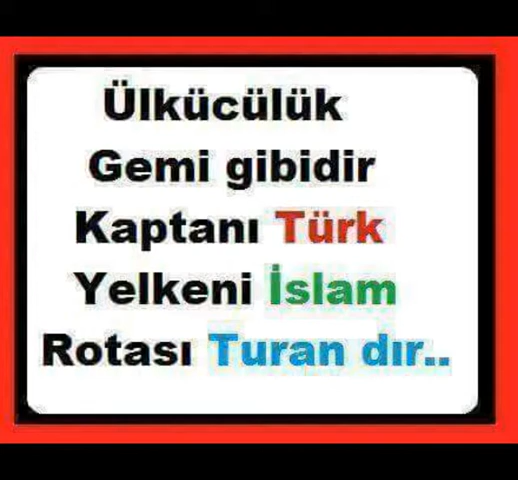 Ülkücülük
Gemi gibidir
Kaptanı Türk
Yelkeni İslam
Rotası Turan dır..